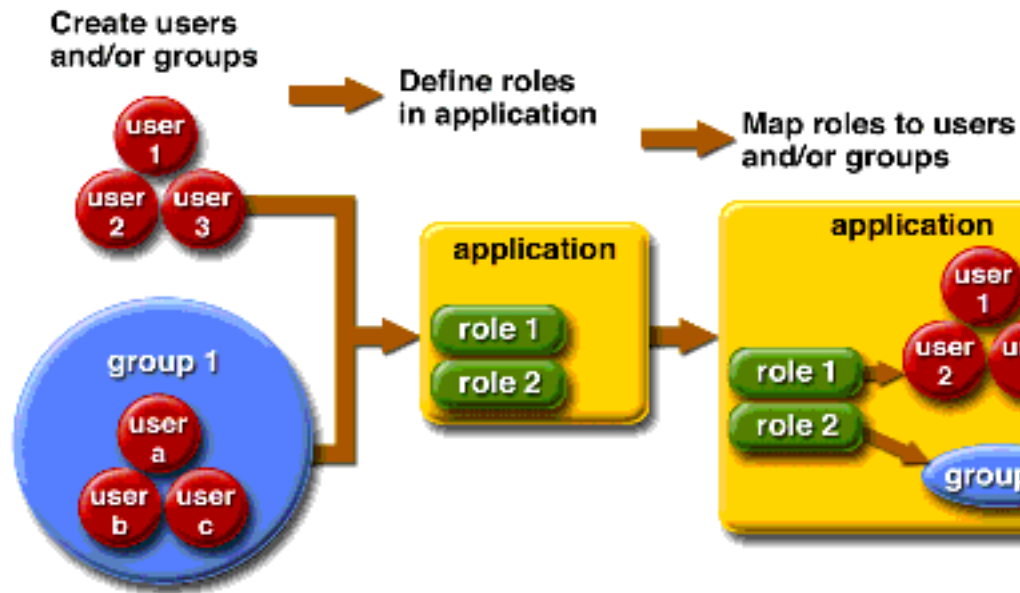 Create users
and/or groups
Define roles
in application
Map roles to users
and/or groups
user
1
user
2
user
3
group 1
user
a
user
b
user
c
application
role 1
role 2
application
user
1
user
2
role 1
role 2